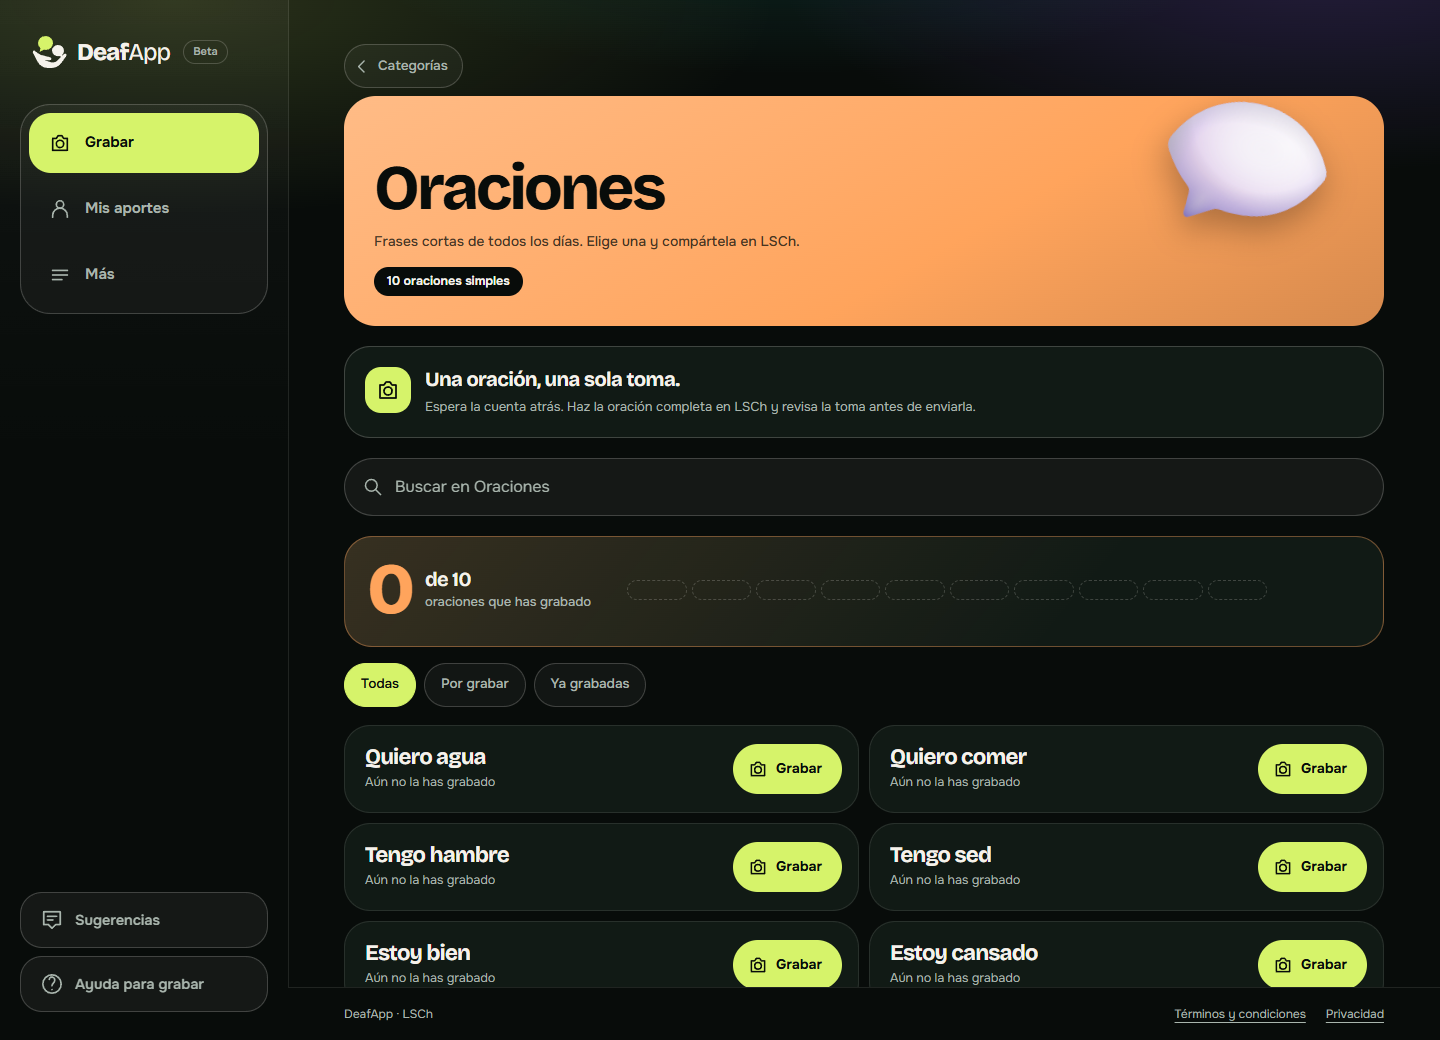 DeafApp Beta
Grabar
Mis aportes
Más
Sugerencias
Ayuda para grabar
Categorías
Oraciones
Frases cortas de todos los días. Elige una y compártela en LSCh.
10 oraciones simples
Una oración, una sola toma.
Espera la cuenta atrás. Haz la oración completa en LSCh y revisa la toma antes de enviarla.
Buscar en Oraciones
0 de 10
oraciones que has grabado
Todas Por grabar Ya grabadas
Quiero agua
Aún no la has grabado
Grabar
Quiero comer
Aún no la has grabado
Grabar
Tengo hambre
Aún no la has grabado
Grabar
Tengo sed
Aún no la has grabado
Grabar
Estoy bien
Aún no la has grabado
Grabar
Estoy cansado
Aún no la has grabado
Grabar
DeafApp · LSCh
Términos y condiciones Privacidad